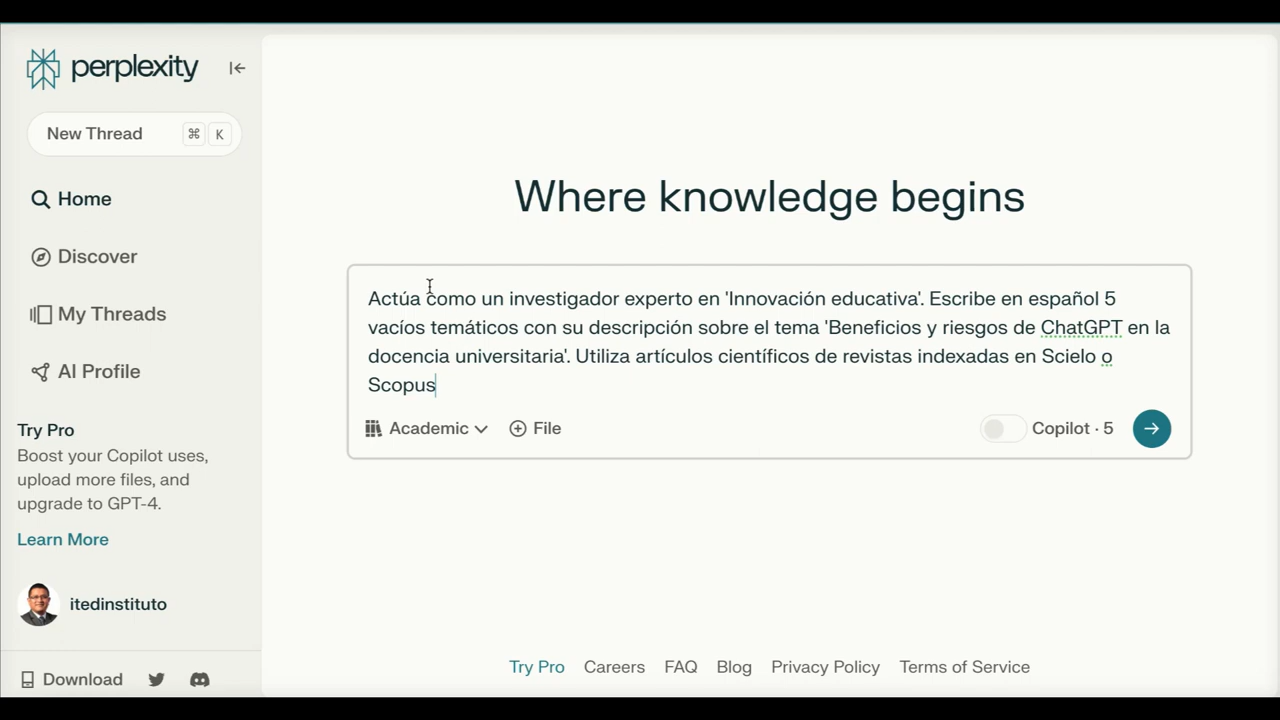 perplexity
New Thread ⌘ K
Home
Discover
My Threads
AI Profile
Try Pro
Boost your Copilot uses,
upload more files, and
upgrade to GPT-4.
Learn More
itedinstituto
Download
Where knowledge begins
Actúa como un investigador experto en 'Innovación educativa'. Escribe en español 5
vacíos temáticos con su descripción sobre el tema 'Beneficios y riesgos de ChatGPT en la
docencia universitaria'. Utiliza artículos científicos de revistas indexadas en Scielo o
Scopus
Academic File Copilot · 5
Try Pro Careers FAQ Blog Privacy Policy Terms of Service